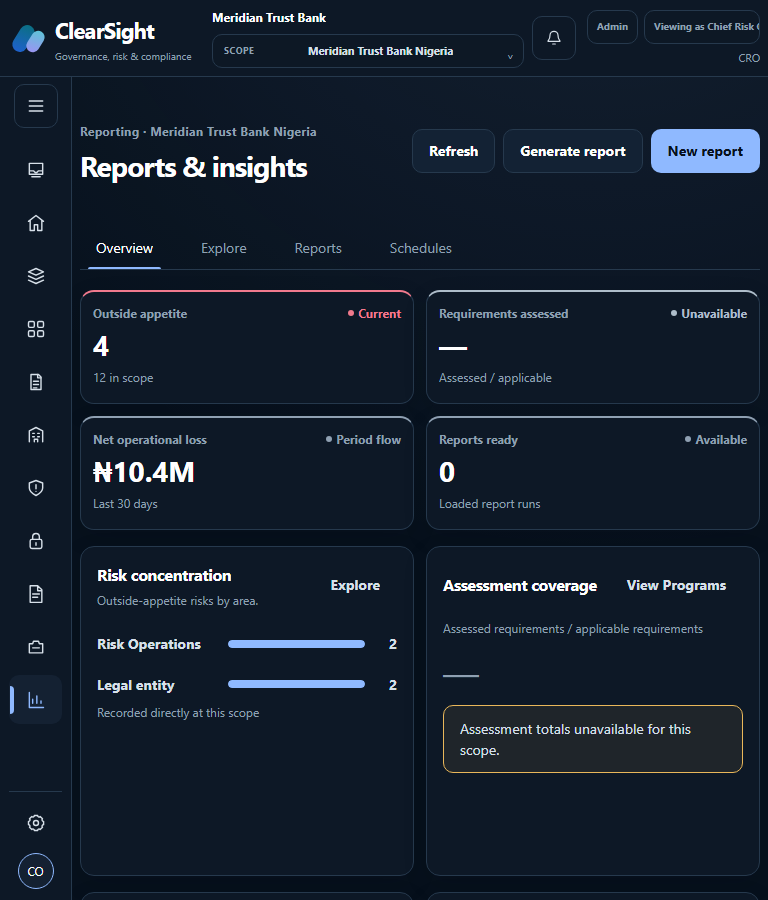 ClearSight
Governance, risk & compliance
Meridian Trust Bank
SCOPE
Meridian Trust Bank Nigeria
Admin
Viewing as Chief Risk
CRO
Reporting · Meridian Trust Bank Nigeria
Reports & insights
Refresh
Generate report
New report
Overview
Explore
Reports
Schedules
Outside appetite
Current
4
12 in scope
Requirements assessed
Unavailable
—
Assessed / applicable
Net operational loss
Period flow
₦10.4M
Last 30 days
Reports ready
Available
0
Loaded report runs
Risk concentration
Outside-appetite risks by area.
Explore
Risk Operations
2
Legal entity
2
Recorded directly at this scope
Assessment coverage
View Programs
Assessed requirements / applicable requirements
—
Assessment totals unavailable for this
scope.
CO